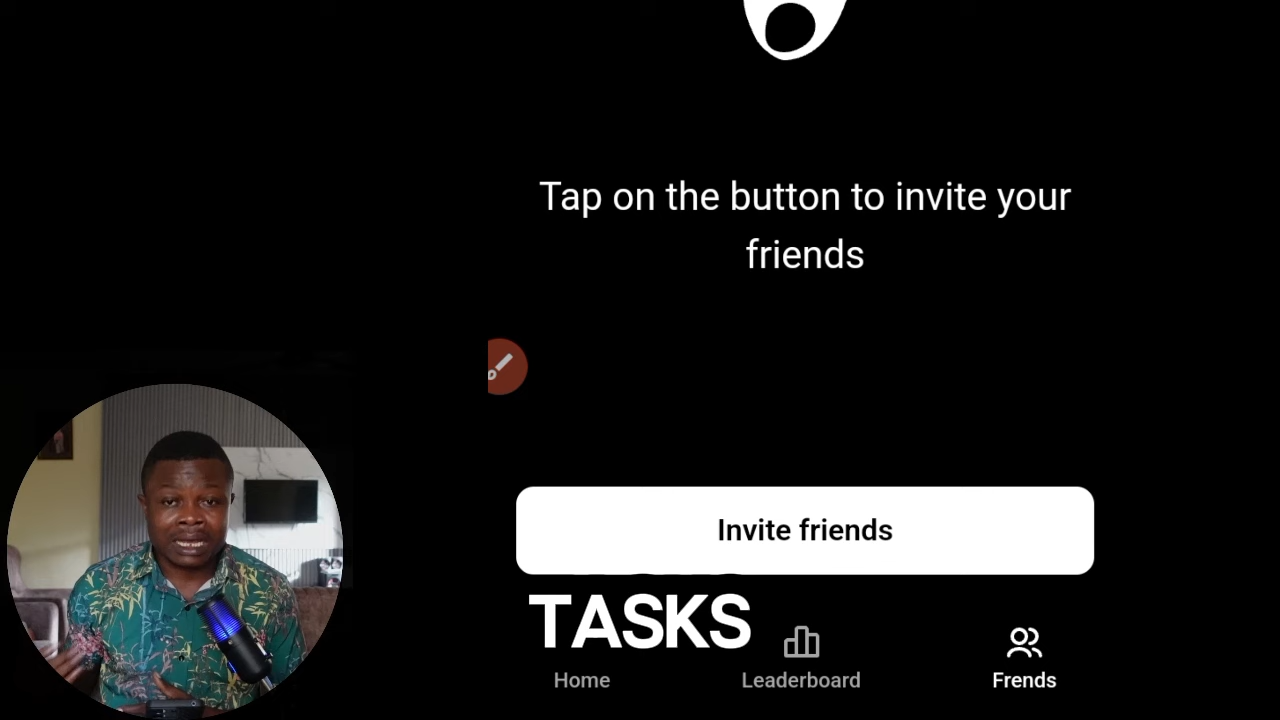 Tap on the button to invite your
friends
Invite friends
TASKS
Home
Leaderboard
Frends